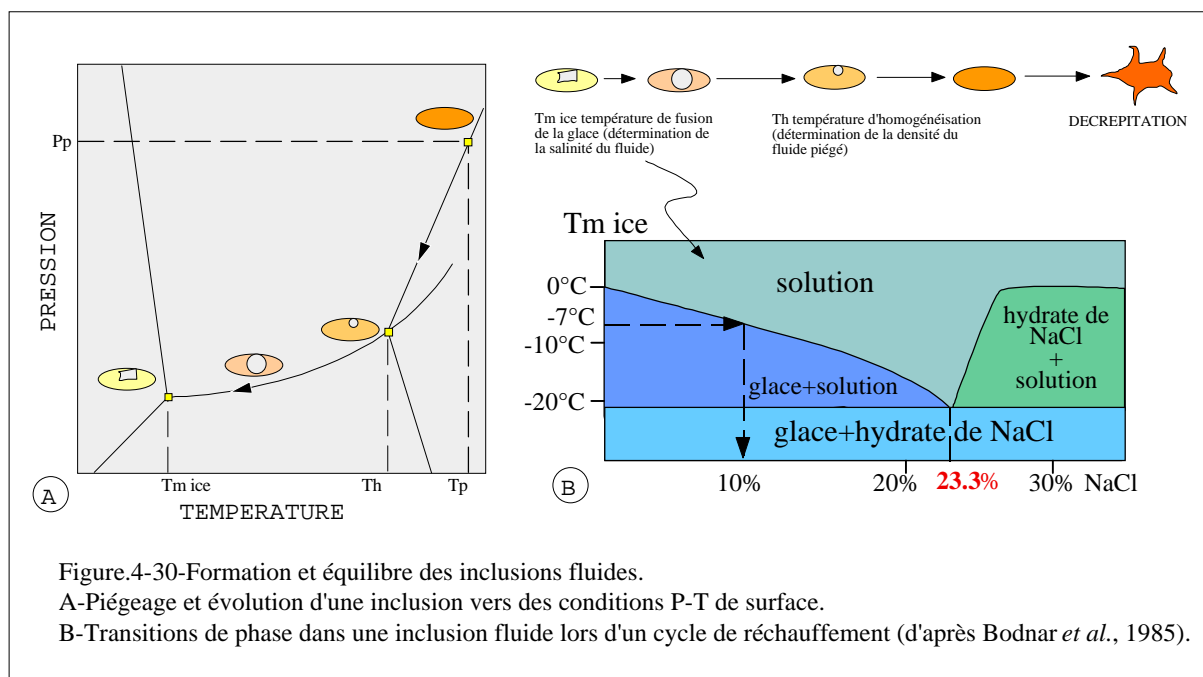 Pp
PRESSION
Tm ice
Th
Tp
A
TEMPERATURE
Tm ice température de fusion
de la glace (détermination de
la salinité du fluide)
Th température d'homogénéisation
(détermination de la densité du
fluide piégé)
DECREPITATION
Tm ice
0°C
-7°C
-10°C
-20°C
solution
glace+solution
hydrate de
NaCl
+
solution
glace+hydrate de NaCl
B
10%
20%
23.3%
30%
NaCl
Figure.4-30-Formation et équilibre des inclusions fluides.
A-Piégeage et évolution d'une inclusion vers des conditions P-T de surface.
B-Transitions de phase dans une inclusion fluide lors d'un cycle de réchauffement (d'après Bodnar et al., 1985).